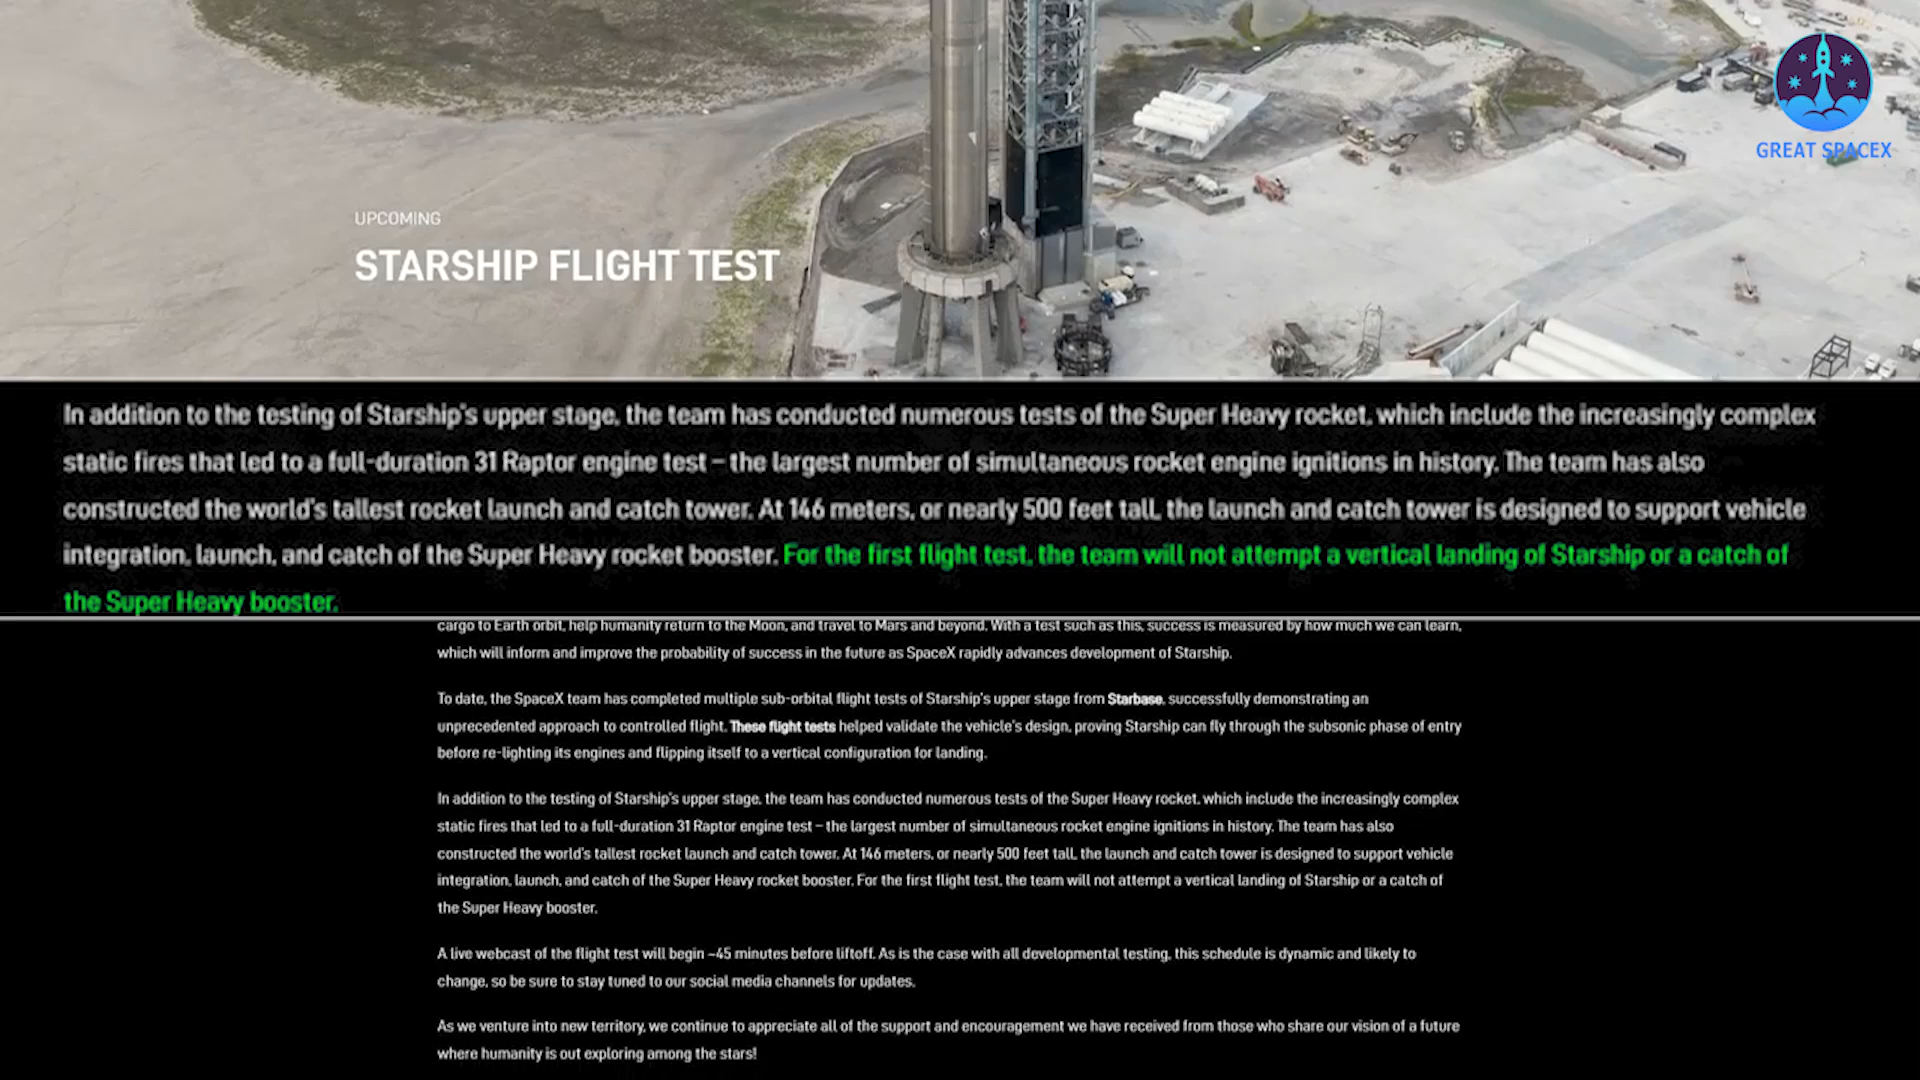 GREAT SPACEX
UPCOMING
STARSHIP FLIGHT TEST
In addition to the testing of Starship's upper stage, the team has conducted numerous tests of the Super Heavy rocket, which include the increasingly complex
static fires that led to a full-duration 31 Raptor engine test – the largest number of simultaneous rocket engine ignitions in history. The team has also
constructed the world's tallest rocket launch and catch tower. At 146 meters, or nearly 500 feet tall, the launch and catch tower is designed to support vehicle
integration, launch, and catch of the Super Heavy rocket booster. For the first flight test, the team will not attempt a vertical landing of Starship or a catch of
the Super Heavy booster.
cargo to Earth orbit, help humanity return to the Moon, and travel to Mars and beyond. With a test such as this, success is measured by how much we can learn,
which will inform and improve the probability of success in the future as SpaceX rapidly advances development of Starship.
To date, the SpaceX team has completed multiple sub-orbital flight tests of Starship's upper stage from Starbase, successfully demonstrating an
unprecedented approach to controlled flight. These flight tests helped validate the vehicle's design, proving Starship can fly through the subsonic phase of entry
before re-lighting its engines and flipping itself to a vertical configuration for landing.
In addition to the testing of Starship's upper stage, the team has conducted numerous tests of the Super Heavy rocket, which include the increasingly complex
static fires that led to a full-duration 31 Raptor engine test – the largest number of simultaneous rocket engine ignitions in history. The team has also
constructed the world's tallest rocket launch and catch tower. At 146 meters, or nearly 500 feet tall, the launch and catch tower is designed to support vehicle
integration, launch, and catch of the Super Heavy rocket booster. For the first flight test, the team will not attempt a vertical landing of Starship or a catch of
the Super Heavy booster.
A live webcast of the flight test will begin ~45 minutes before liftoff. As is the case with all developmental testing, this schedule is dynamic and likely to
change, so be sure to stay tuned to our social media channels for updates.
As we venture into new territory, we continue to appreciate all of the support and encouragement we have received from those who share our vision of a future
where humanity is out exploring among the stars!